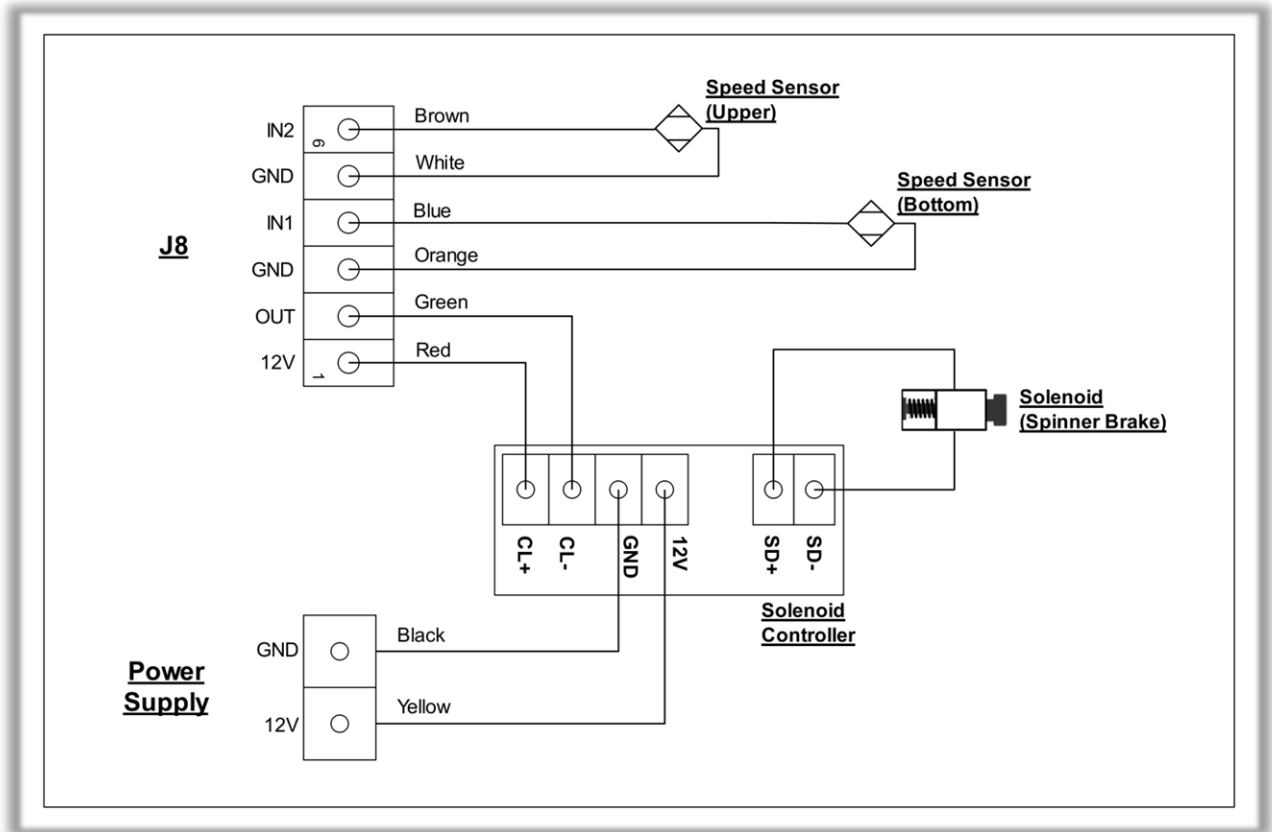 Speed Sensor
(Upper)
Brown
IN2
6
White
GND
Speed Sensor
(Bottom)
Blue
IN1
J8
Orange
GND
Green
OUT
Red
12V
1
Solenoid
(Spinner Brake)
CL+
CL-
GND
12V
SD+
SD-
Solenoid
Controller
Black
GND
Power
Supply
Yellow
12V